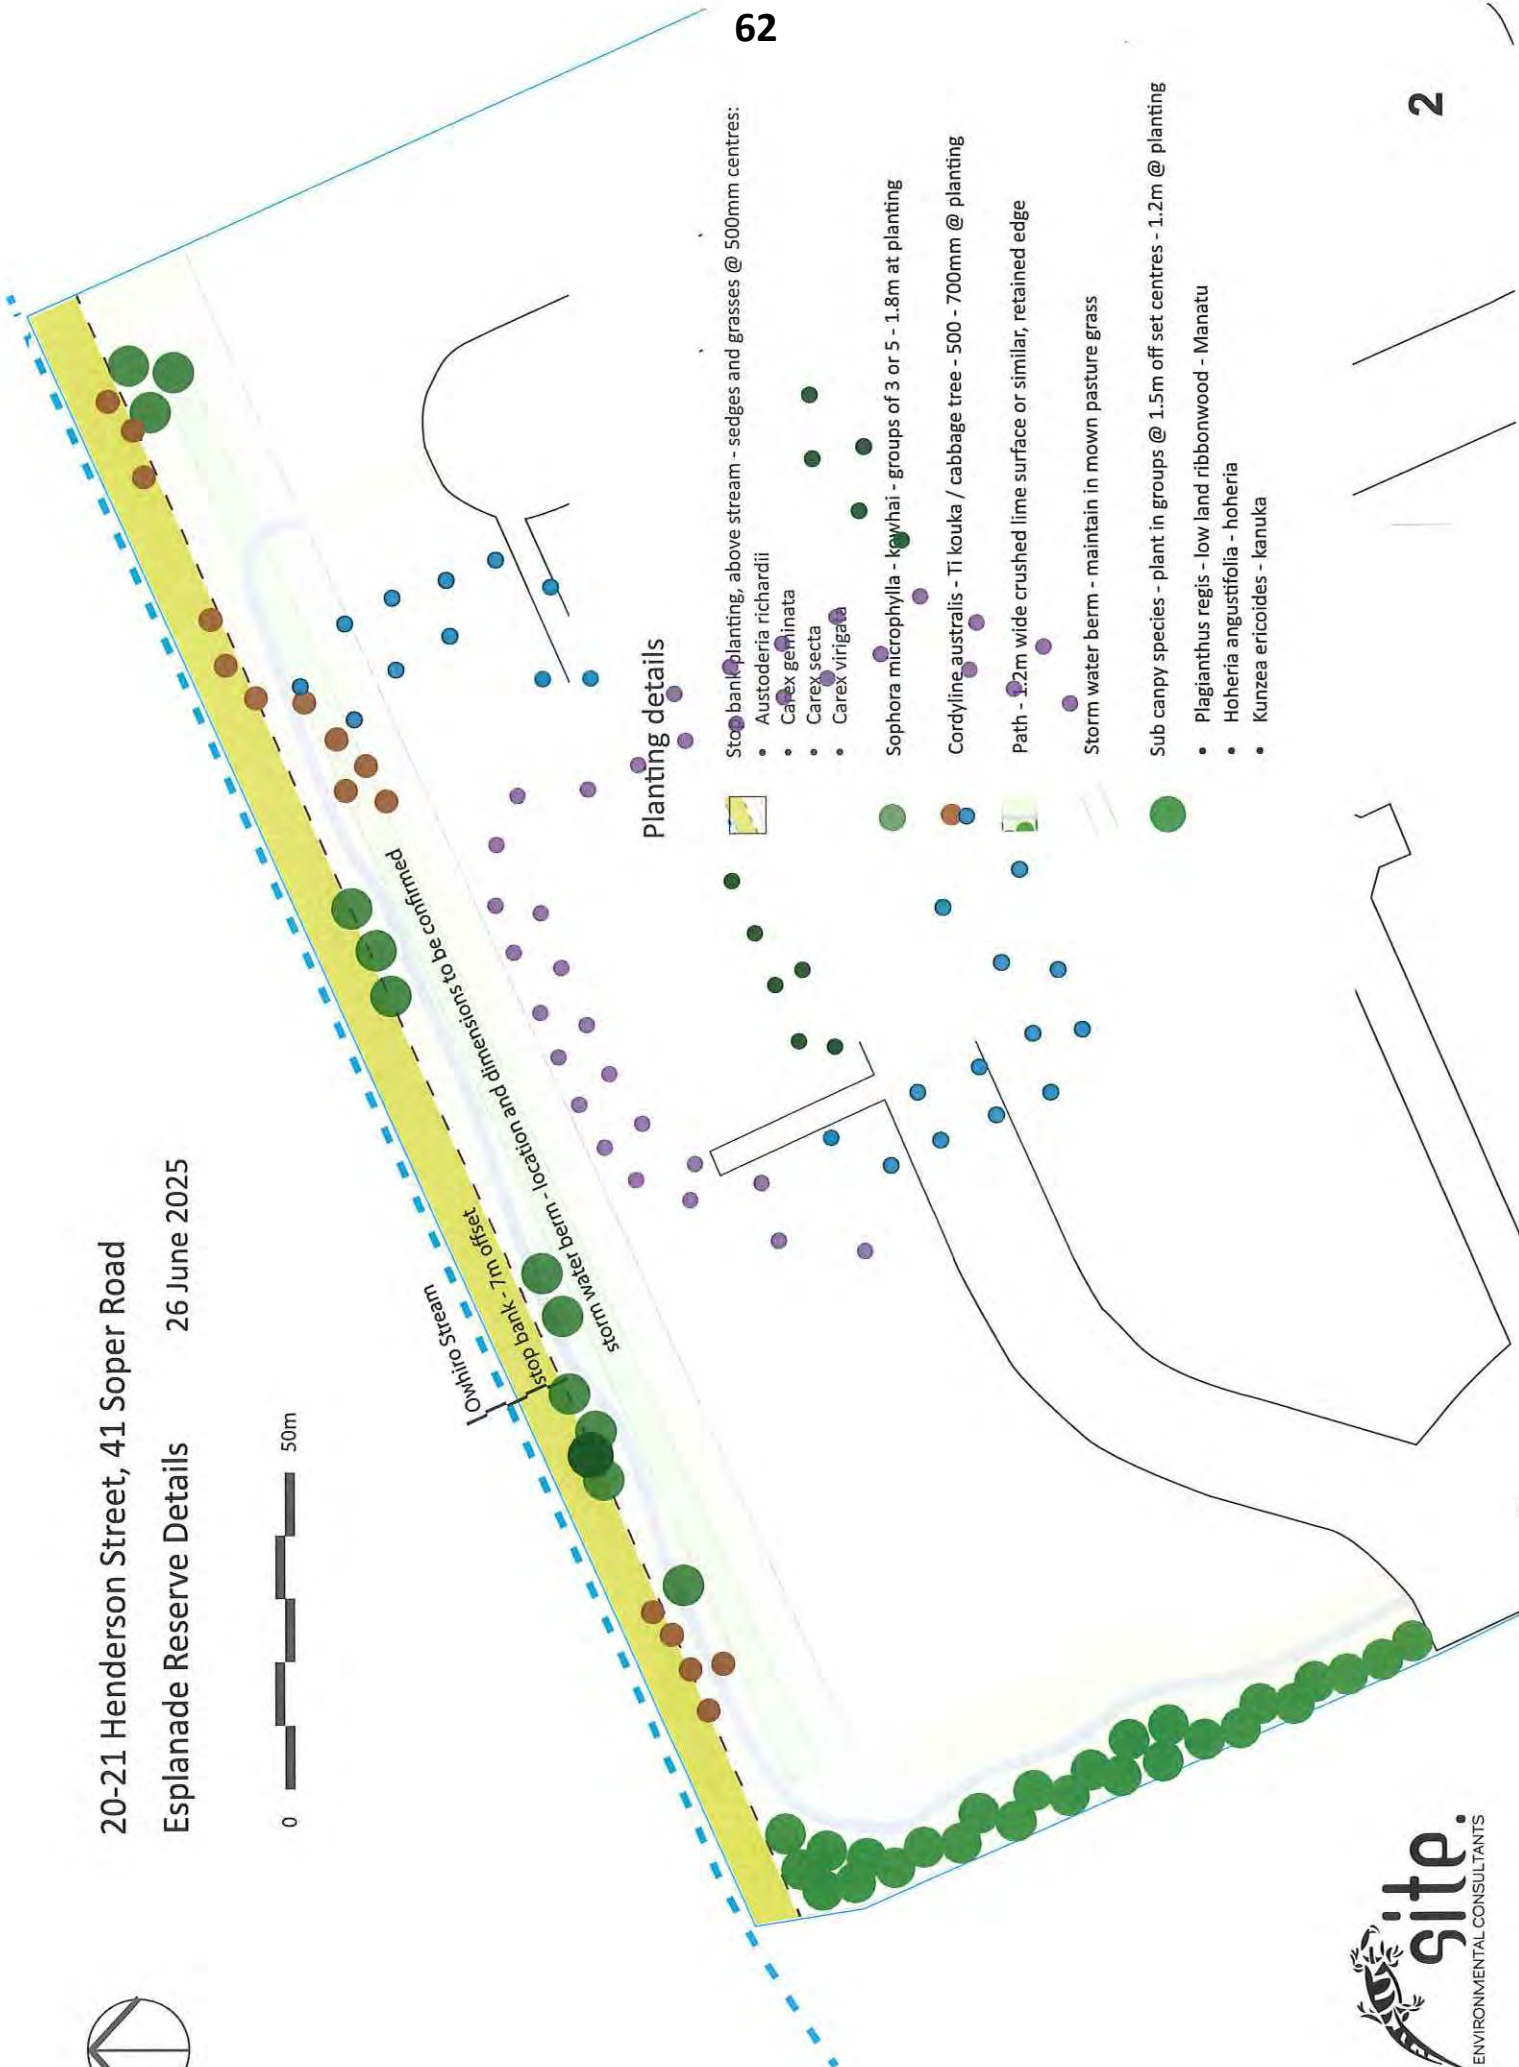 62
20-21 Henderson Street, 41 Soper Road
Esplanade Reserve Details
26 June 2025
0
50m
Owhiro Stream
stop bank - 7m offset
storm water berm - location and dimensions to be confirmed
Planting details
Stop bank planting, above stream - sedges and grasses @ 500mm centres:
• Austoderia richardii
• Carex geminata
• Carex secta
• Carex virigata
Sophora microphylla - kowhai - groups of 3 or 5 - 1.8m at planting
Cordyline australis - Ti kouka / cabbage tree - 500 - 700mm @ planting
Path - 1.2m wide crushed lime surface or similar, retained edge
Storm water berm - maintain in mown pasture grass
Sub canpy species - plant in groups @ 1.5m off set centres - 1.2m @ planting
• Plagianthus regis - low land ribbonwood - Manatu
• Hoheria angustifolia - hoheria
• Kunzea ericoides - kanuka
2
site.
ENVIRONMENTAL CONSULTANTS